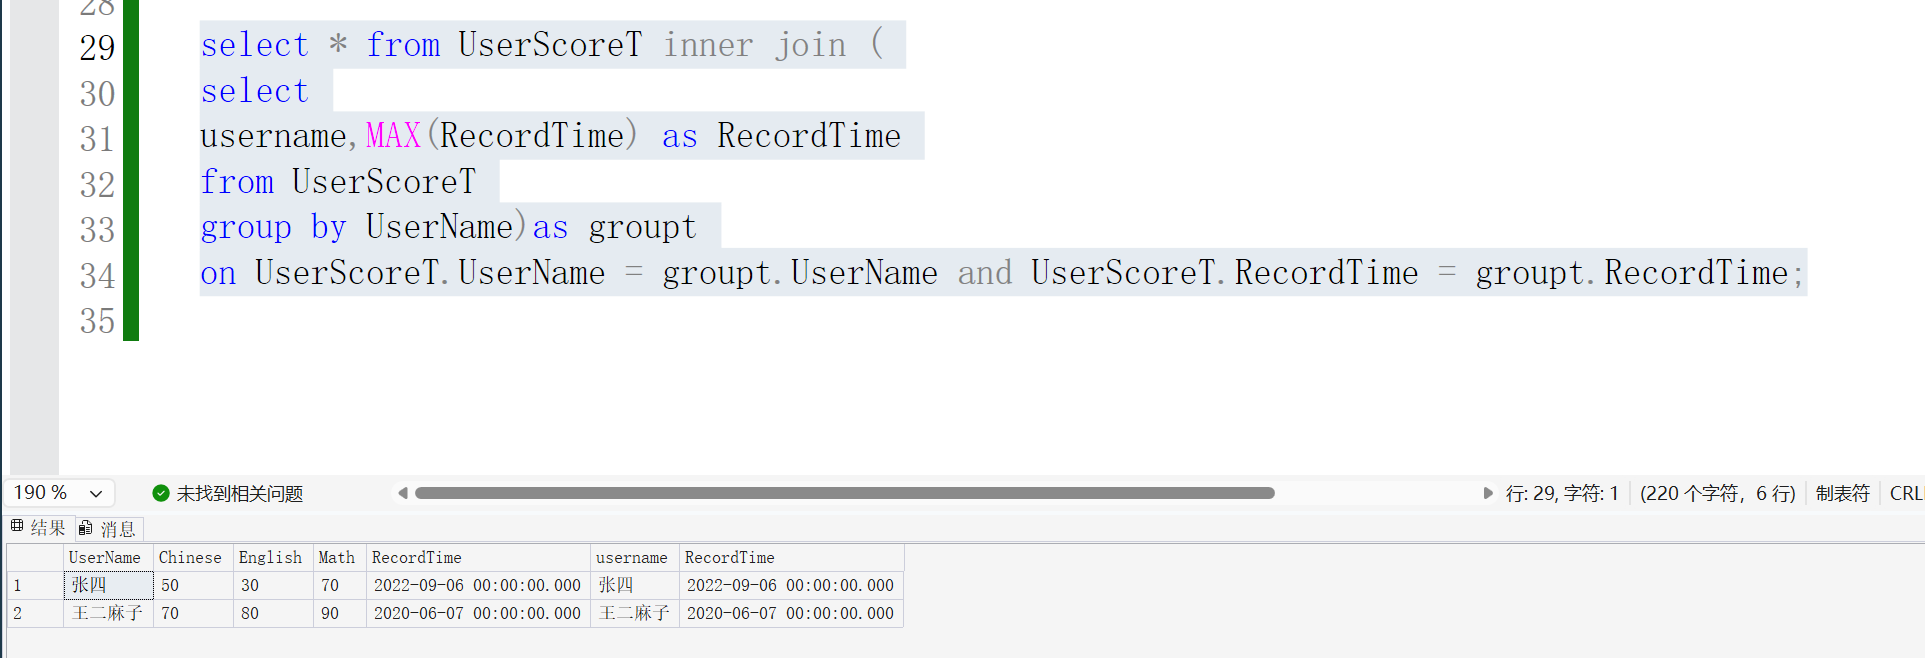 28
29 select * from UserScoreT inner join (
30 select
31 username,MAX(RecordTime) as RecordTime
32 from UserScoreT
33 group by UserName)as groupt
34 on UserScoreT.UserName = groupt.UserName and UserScoreT.RecordTime = groupt.RecordTime;
35
190 % 未找到相关问题 行: 29, 字符: 1 (220 个字符，6 行) 制表符 CRL
结果 消息
UserName Chinese English Math RecordTime username RecordTime
1 张四 50 30 70 2022-09-06 00:00:00.000 张四 2022-09-06 00:00:00.000
2 王二麻子 70 80 90 2020-06-07 00:00:00.000 王二麻子 2020-06-07 00:00:00.000